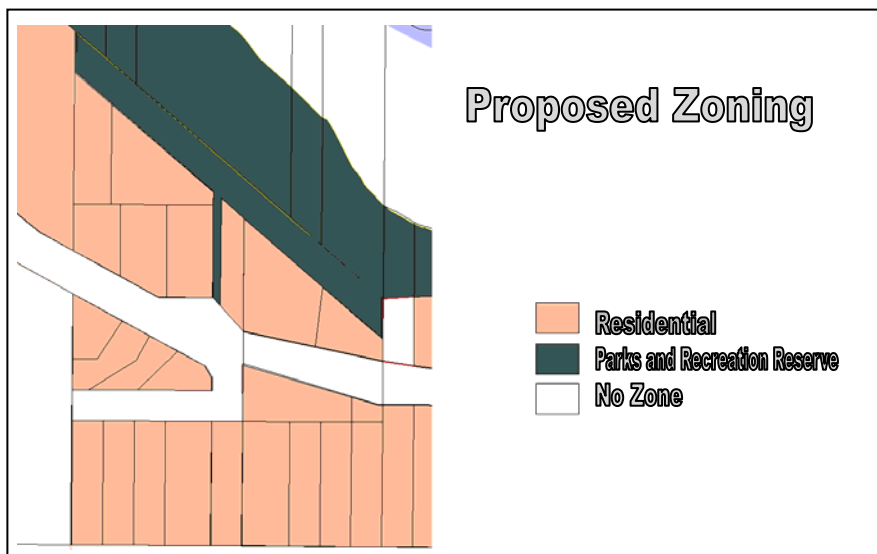 Proposed Zoning
Residential
Parks and Recreation Reserve
No Zone